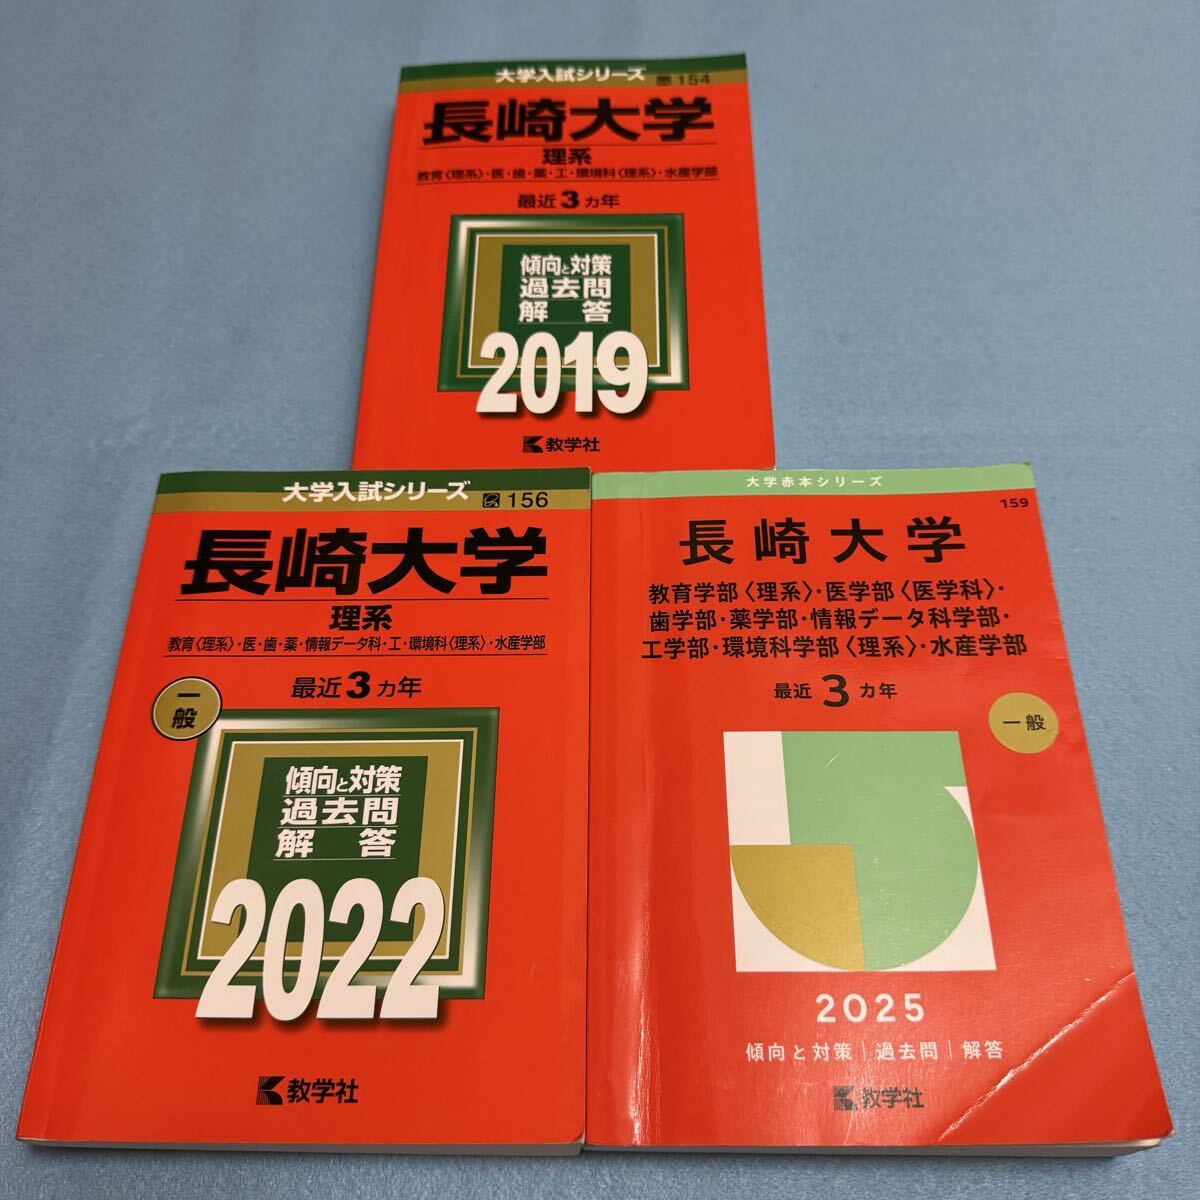 大学入試シリーズ
154
長崎大学
理系
教育〈理系〉・医・歯・薬・工・環境科〈理系〉・水産学部
最近3カ年
傾向と対策
過去問
解答
2019
教学社
大学入試シリーズ
156
長崎大学
理系
教育〈理系〉・医・歯・薬・情報データ科・工・環境科〈理系〉・水産学部
最近3カ年
一般
傾向と対策
過去問
解答
2022
教学社
大学赤本シリーズ
159
長崎大学
教育学部〈理系〉・医学部〈医学科〉・
歯学部・薬学部・情報データ科学部・
工学部・環境科学部〈理系〉・水産学部
最近3カ年
一般
2025
傾向と対策|過去問|解答
教学社